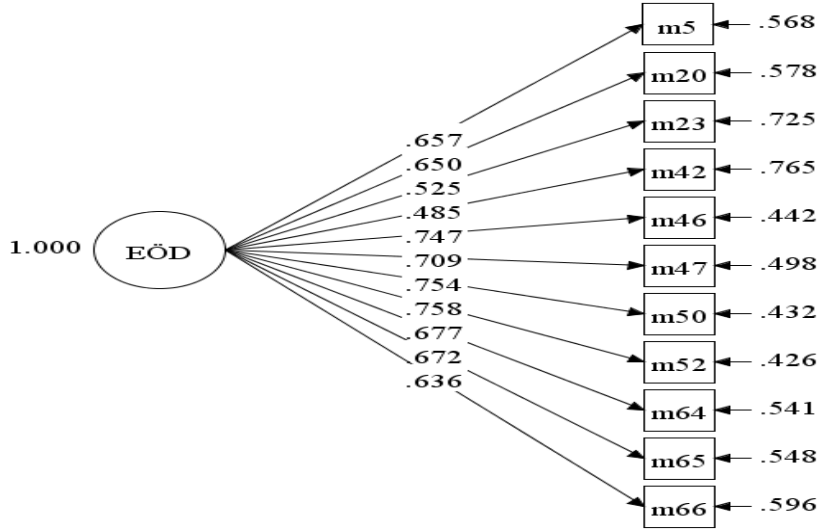 m5 .568
m20 .578
m23 .725
.657
m42 .765
.650
.525
.485
m46 .442
.747
1.000 EÖD
.709
m47 .498
.754
.758
m50 .432
.677
m52 .426
.672
.636
m64 .541
m65 .548
m66 .596